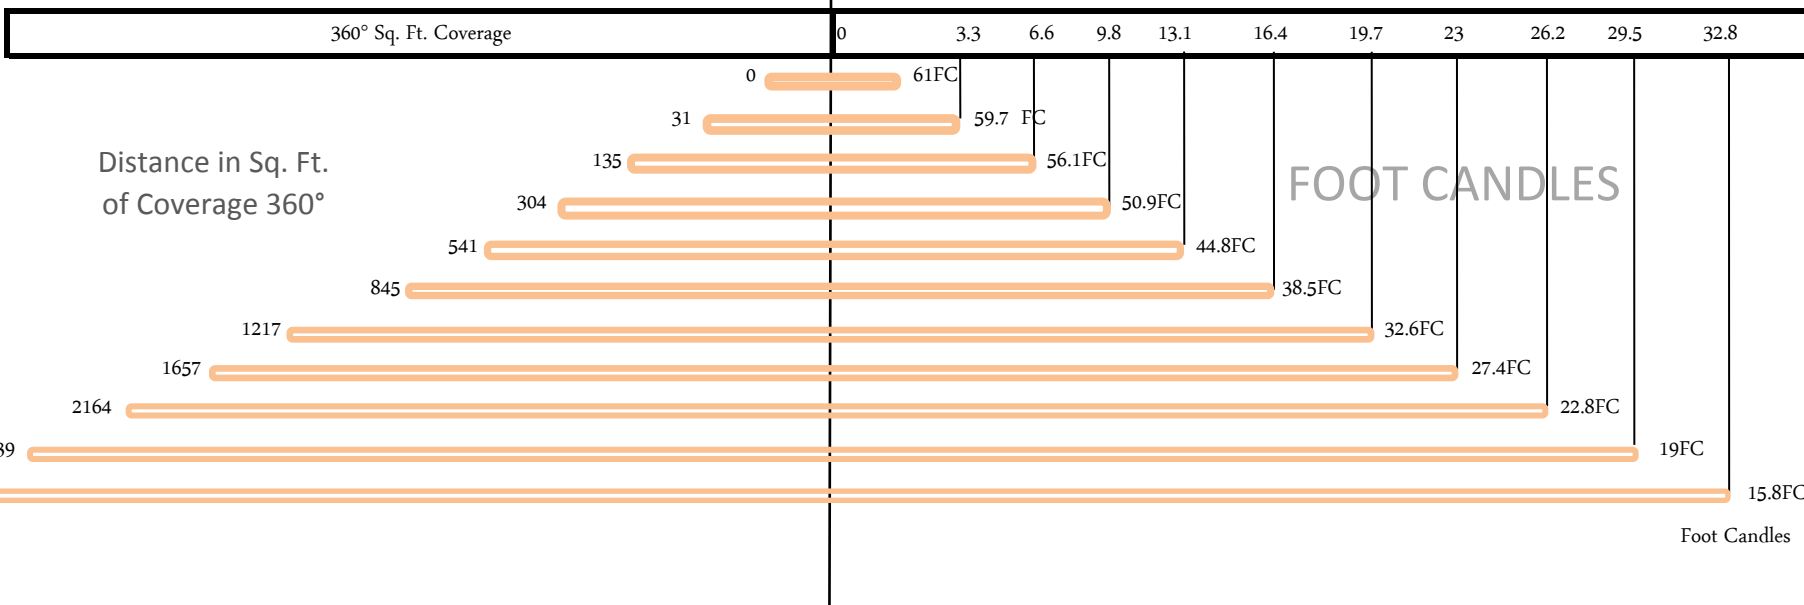 360° Sq. Ft. Coverage 0 3.3 6.6 9.8 13.1 16.4 19.7 23 26.2 29.5 32.8
0 61FC
31 59.7 FC
Distance in Sq. Ft.
of Coverage 360°
135 56.1FC
FOOT CANDLES
304 50.9FC
541 44.8FC
845 38.5FC
1217 32.6FC
1657 27.4FC
2164 22.8FC
39 19FC
15.8FC
Foot Candles